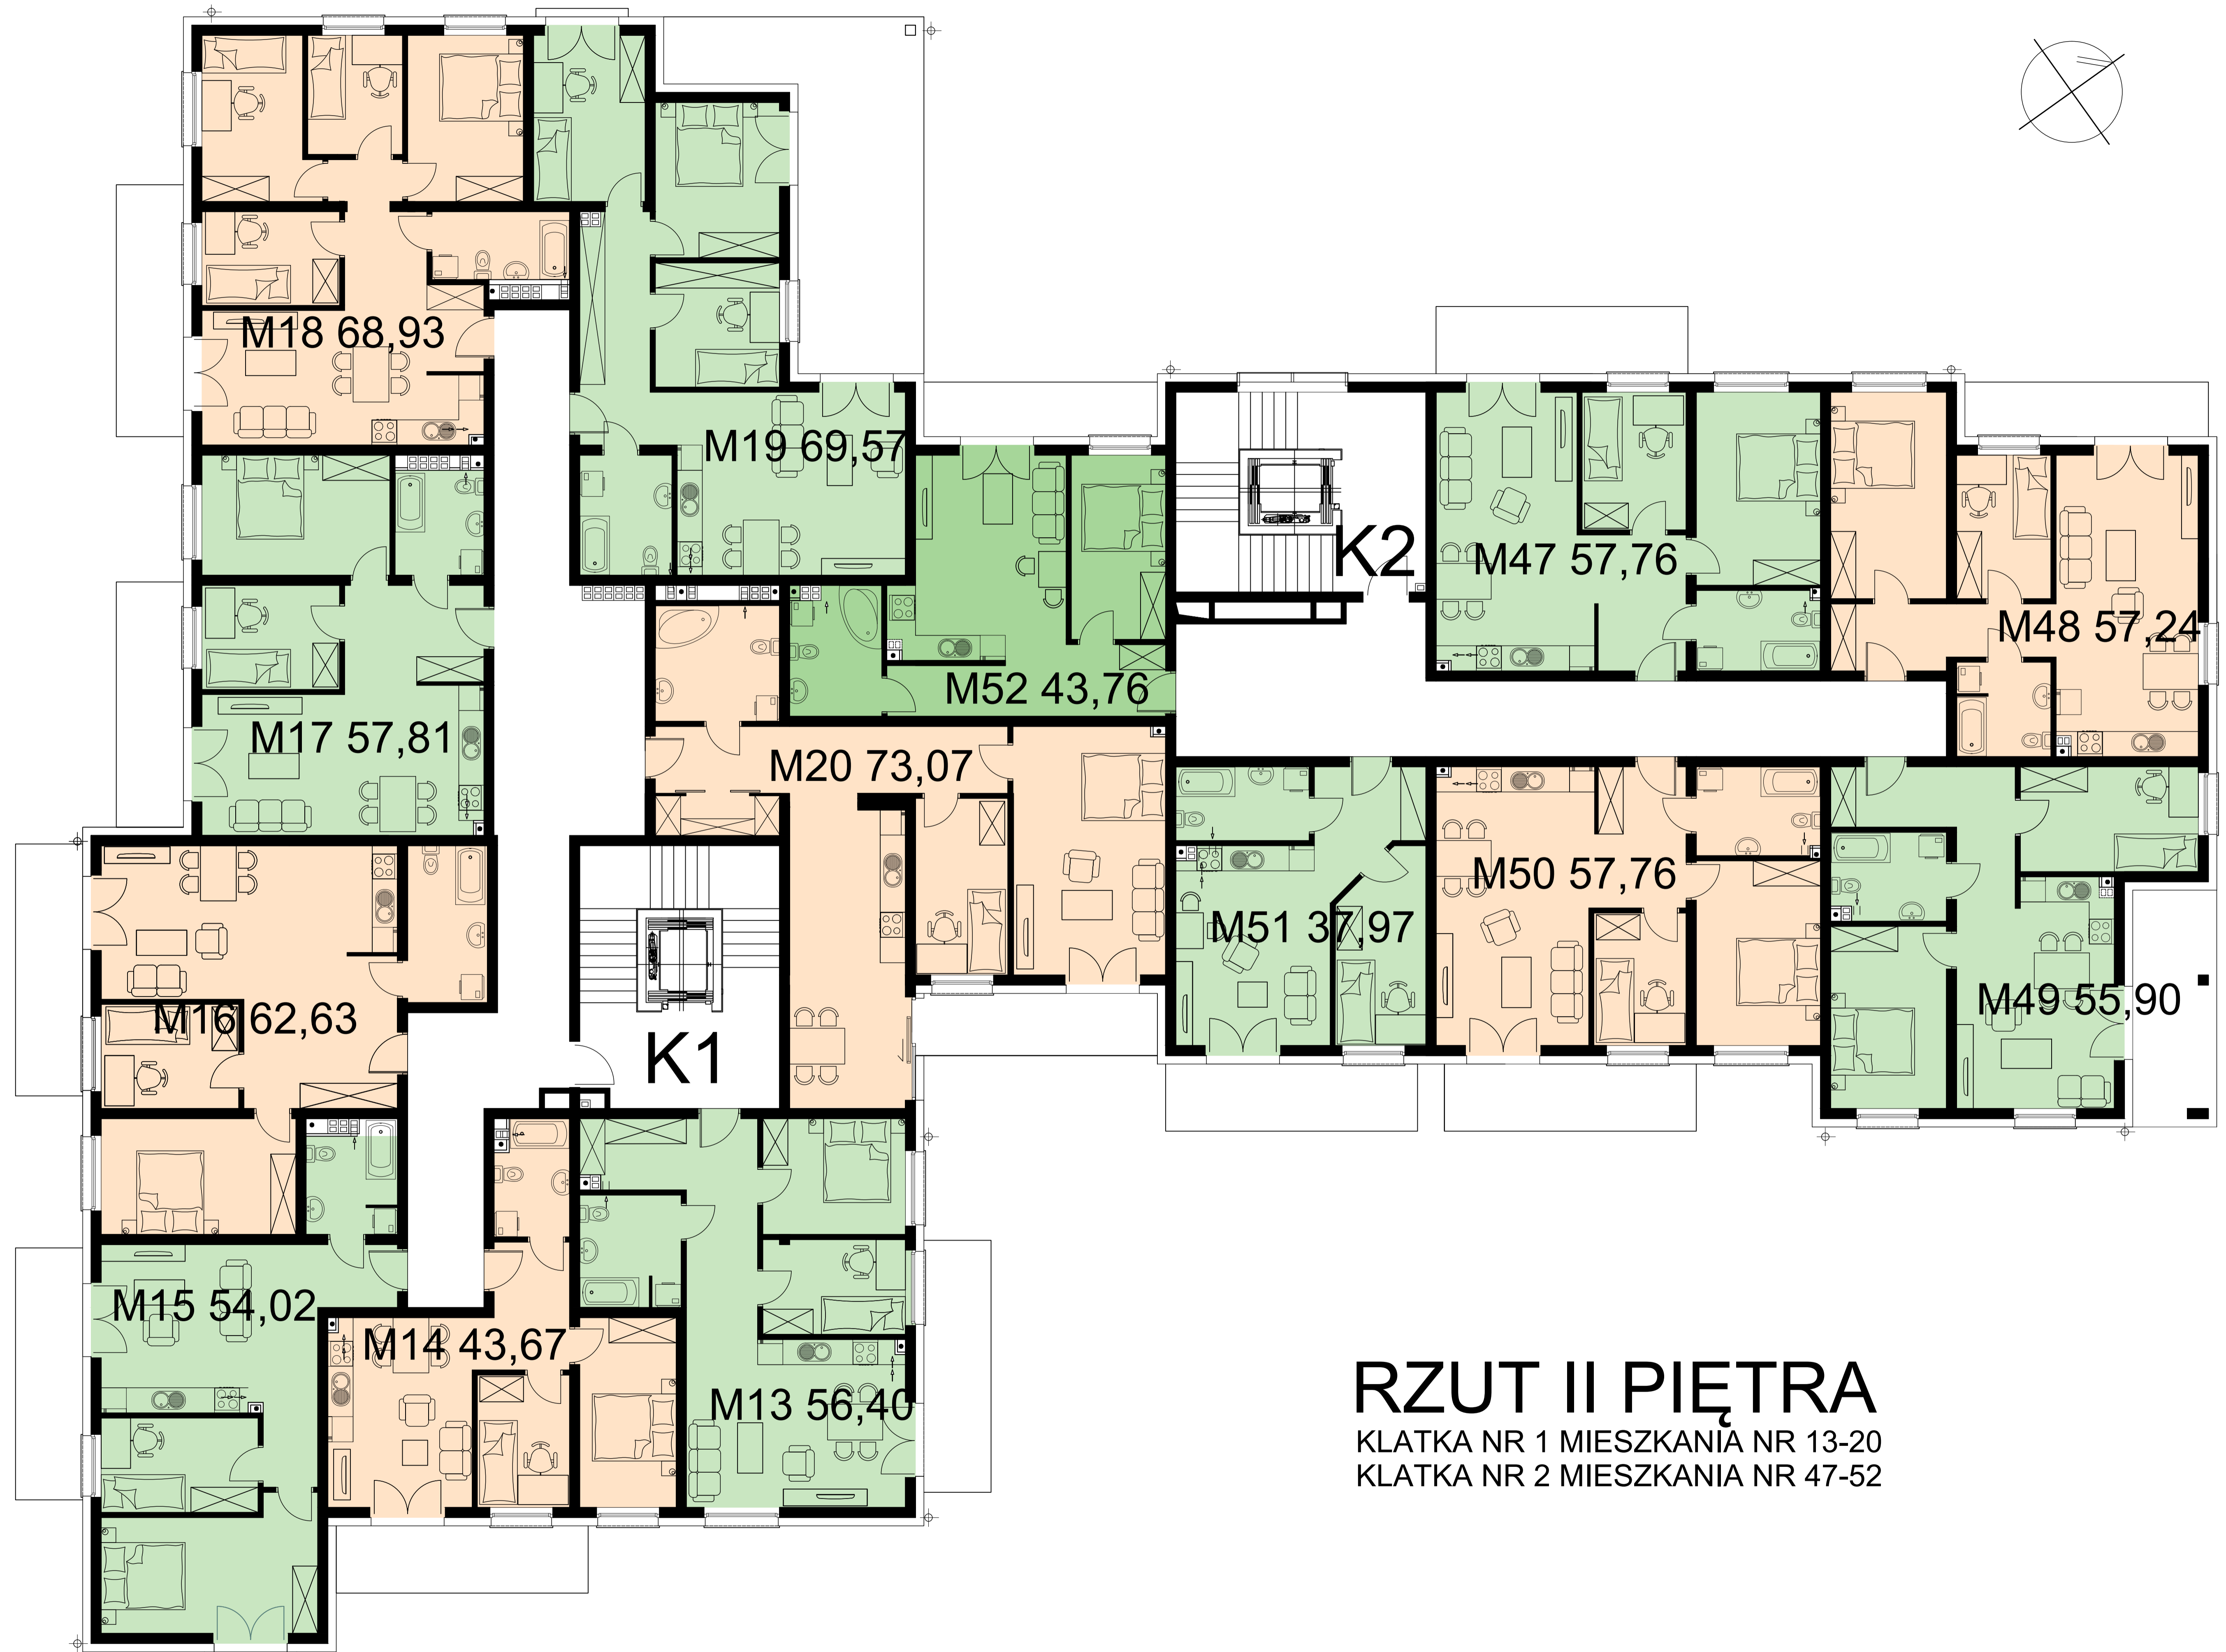 M18 68,93
M19 69,57
K2
M47 57,76
M48 57,24
M52 43,76
M17 57,81
M20 73,07
M50 57,76
M51 37,97
M49 55,90
M16 62,63
K1
M15 54,02
M14 43,67
M13 56,40
RZUT II PIĘTRA
KLATKA NR 1 MIESZKANIA NR 13-20
KLATKA NR 2 MIESZKANIA NR 47-52